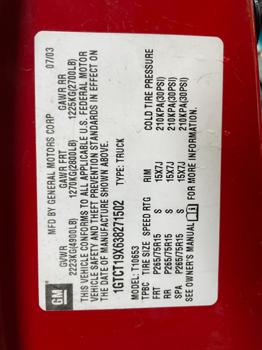 MFD BY GENERAL MOTORS CORP 07/03
GVWR GAWR FRT GAWR RR
2223KG(4900LB) 1270KG(2800LB) 1225KG(2700LB)
THIS VEHICLE CONFORMS TO ALL APPLICABLE U.S. FEDERAL MOTOR
VEHICLE SAFETY AND THEFT PREVENTION STANDARDS IN EFFECT ON
THE DATE OF MANUFACTURE SHOWN ABOVE.
1GTCT19X638271502 TYPE: TRUCK
GM
MODEL: T10653
TPBC TIRE SIZE SPEED RTG RIM COLD TIRE PRESSURE
FRT P265/75R15 S 15X7J 210KPA(30PSI)
RR P265/75R15 S 15X7J 210KPA(30PSI)
SPA P265/75R15 S 15X7J 210KPA(30PSI)
SEE OWNER'S MANUAL FOR MORE INFORMATION.